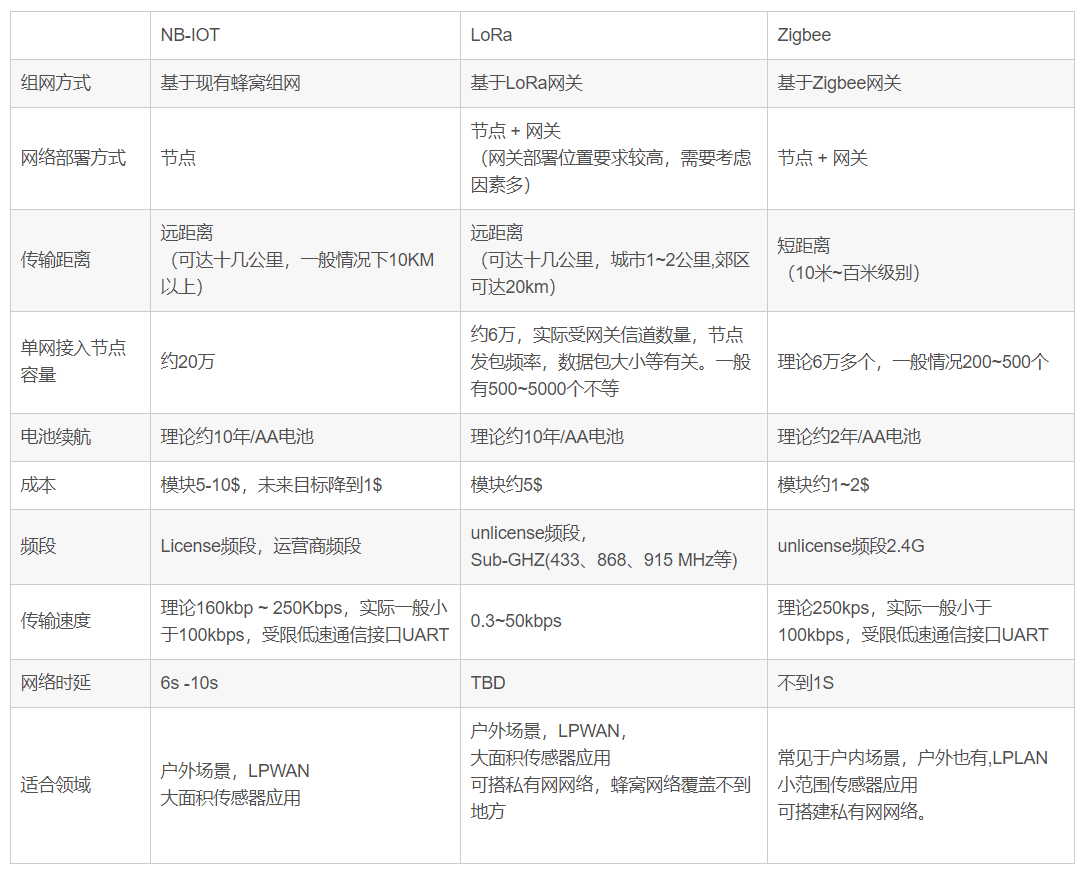 NB-IOT
LoRa
Zigbee
组网方式
基于现有蜂窝组网
基于LoRa网关
基于Zigbee网关
网络部署方式
节点
节点 + 网关
（网关部署位置要求较高，需要考虑
因素多）
节点 + 网关
传输距离
远距离
（可达十几公里，一般情况下10KM
以上）
远距离
（可达十几公里，城市1~2公里,郊区
可达20km）
短距离
（10米~百米级别）
单网接入节点
容量
约20万
约6万，实际受网关信道数量，节点
发包频率，数据包大小等有关。一般
有500~5000个不等
理论6万多个，一般情况200~500个
电池续航
理论约10年/AA电池
理论约10年/AA电池
理论约2年/AA电池
成本
模块5-10$，未来目标降到1$
模块约5$
模块约1~2$
频段
License频段，运营商频段
unlicense频段，
Sub-GHZ(433、868、915 MHz等)
unlicense频段2.4G
传输速度
理论160kbp ~ 250Kbps，实际一般小
于100kbps，受限低速通信接口UART
0.3~50kbps
理论250kps，实际一般小于
100kbps，受限低速通信接口UART
网络时延
6s -10s
TBD
不到1S
适合领域
户外场景，LPWAN
大面积传感器应用
户外场景，LPWAN，
大面积传感器应用
可搭私有网网络，蜂窝网络覆盖不到
地方
常见于户内场景，户外也有,LPLAN
小范围传感器应用
可搭建私有网网络。